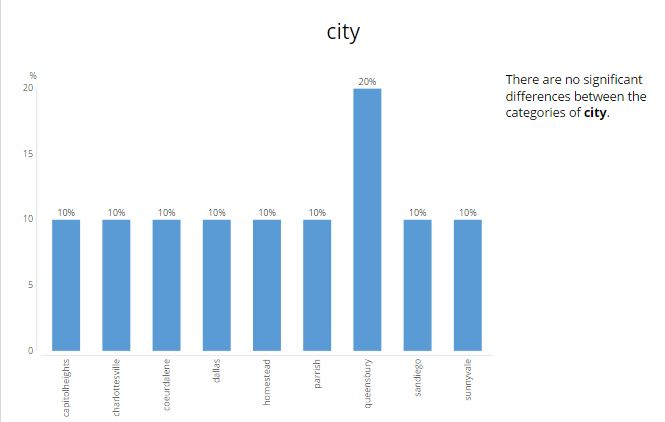 city
%
20
15
10
5
0
10%
10%
10%
10%
10%
10%
20%
10%
10%
capitolheights
charlottesville
coeurdalene
dallas
homestead
parrish
queensbury
sandiego
sunnyvale
There are no significant
differences between the
categories of city.